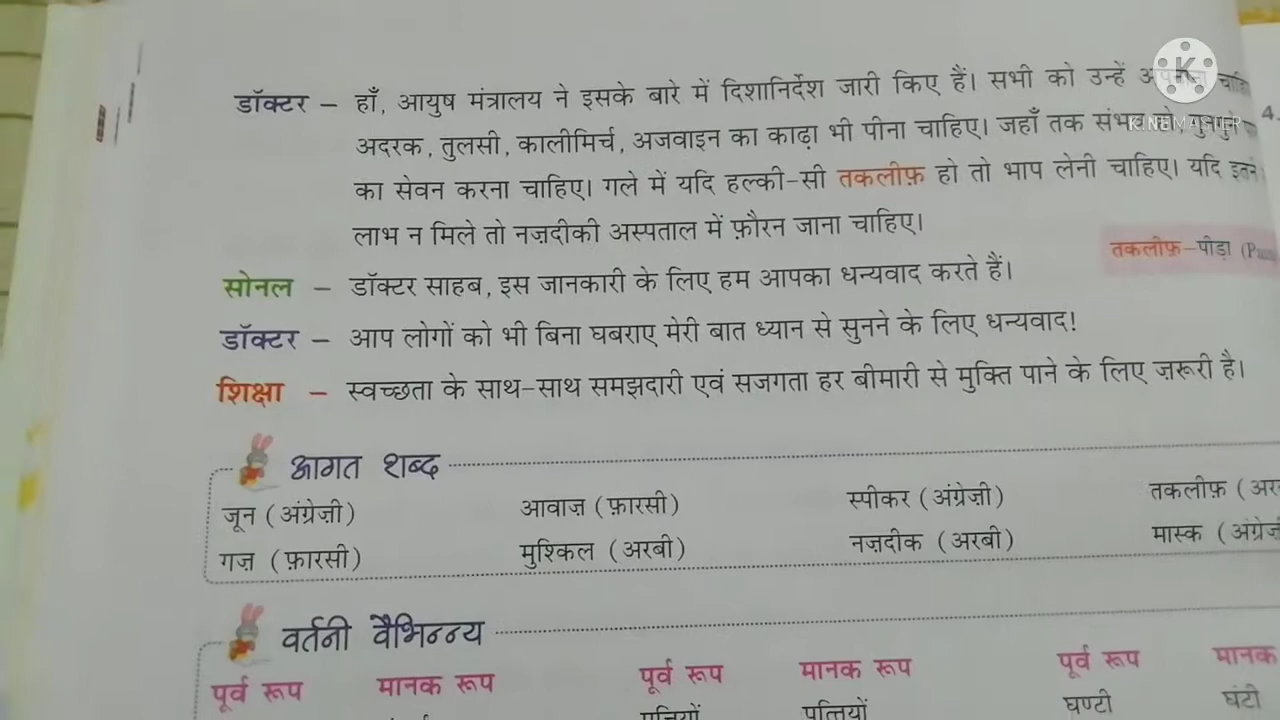 डॉक्टर – हाँ, आयुष मंत्रालय ने इसके बारे में दिशानिर्देश जारी किए हैं। सभी को उन्हें
अदरक, तुलसी, कालीमिर्च, अजवाइन का काढ़ा भी पीना चाहिए। जहाँ तक संभव हो
का सेवन करना चाहिए। गले में यदि हल्की-सी तकलीफ़ हो तो भाप लेनी चाहिए। यदि इतने
लाभ न मिले तो नज़दीकी अस्पताल में फ़ौरन जाना चाहिए।
तकलीफ़–पीड़ा
सोनल – डॉक्टर साहब, इस जानकारी के लिए हम आपका धन्यवाद करते हैं।
डॉक्टर – आप लोगों को भी बिना घबराए मेरी बात ध्यान से सुनने के लिए धन्यवाद!
शिक्षा – स्वच्छता के साथ-साथ समझदारी एवं सजगता हर बीमारी से मुक्ति पाने के लिए ज़रूरी है।
आगत शब्द
जून (अंग्रेज़ी) आवाज़ (फ़ारसी) स्पीकर (अंग्रेज़ी) तकलीफ़
गज़ (फ़ारसी) मुश्किल (अरबी) नज़दीक (अरबी) मास्क
वर्तनी वैभिन्न्य
पूर्व रूप मानक रूप पूर्व रूप मानक रूप पूर्व रूप मानक
पत्तियों घण्टी घंटी
4.
KINEMASTER